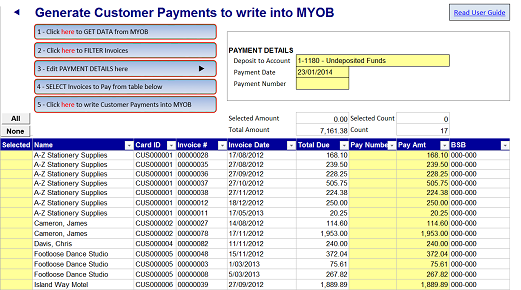 Generate Customer Payments to write into MYOB
Read User Guide
1 - Click here to GET DATA from MYOB
2 - Click here to FILTER Invoices
3 - Edit PAYMENT DETAILS here
4 - SELECT Invoices to Pay from table below
5 - Click here to write Customer Payments into MYOB
PAYMENT DETAILS
Deposit to Account 1-1180 - Undeposited Funds
Payment Date 23/01/2014
Payment Number
All
None
Selected Amount 0.00 Selected Count 0
Total Amount 7,161.38 Count 17
Selected Name Card ID Invoice # Invoice Date Total Due Pay Numbe Pay Amt BSB
A-Z Stationery Supplies CUS000001 00000028 17/08/2012 168.10 168.10 000-000
A-Z Stationery Supplies CUS000001 00000035 27/08/2012 239.50 239.50 000-000
A-Z Stationery Supplies CUS000001 00000036 27/09/2012 228.25 228.25 000-000
A-Z Stationery Supplies CUS000001 00000037 27/10/2012 505.75 505.75 000-000
A-Z Stationery Supplies CUS000001 00000038 27/11/2012 224.38 224.38 000-000
A-Z Stationery Supplies CUS000001 00000012 18/12/2012 250.00 250.00 000-000
A-Z Stationery Supplies CUS000001 00000011 17/05/2013 20.25 20.25 000-000
Cameron, James CUS000002 00000027 14/08/2012 114.60 114.60 000-000
Cameron, James CUS000002 00000078 17/11/2012 1,953.00 1,953.00 000-000
Davis, Chris CUS000004 00000082 11/11/2012 240.00 240.00 000-000
Footloose Dance Studio CUS000005 00000048 15/11/2012 372.04 372.04 000-000
Footloose Dance Studio CUS000005 00000009 1/03/2013 75.61 75.61 000-000
Footloose Dance Studio CUS000005 00000008 5/03/2013 267.82 267.82 000-000
Island Way Motel CUS000006 00000039 27/09/2012 1,889.89 1,889.89 000-000